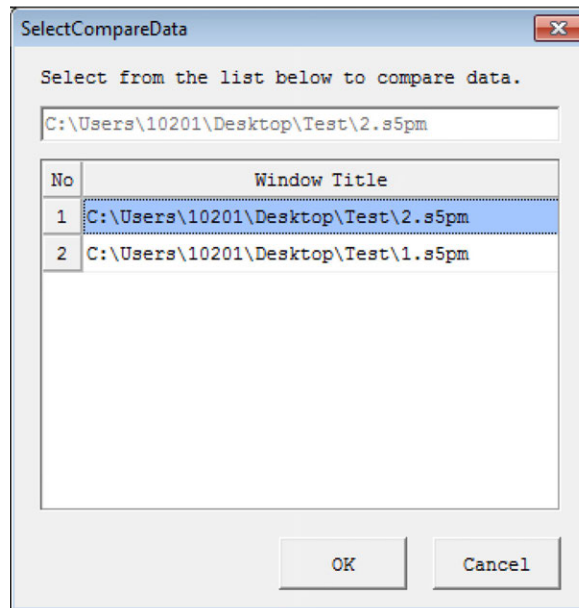 SelectCompareData
Select from the list below to compare data.
C:\Users\10201\Desktop\Test\2.s5pm
No Window Title
1 C:\Users\10201\Desktop\Test\2.s5pm
2 C:\Users\10201\Desktop\Test\1.s5pm
OK Cancel